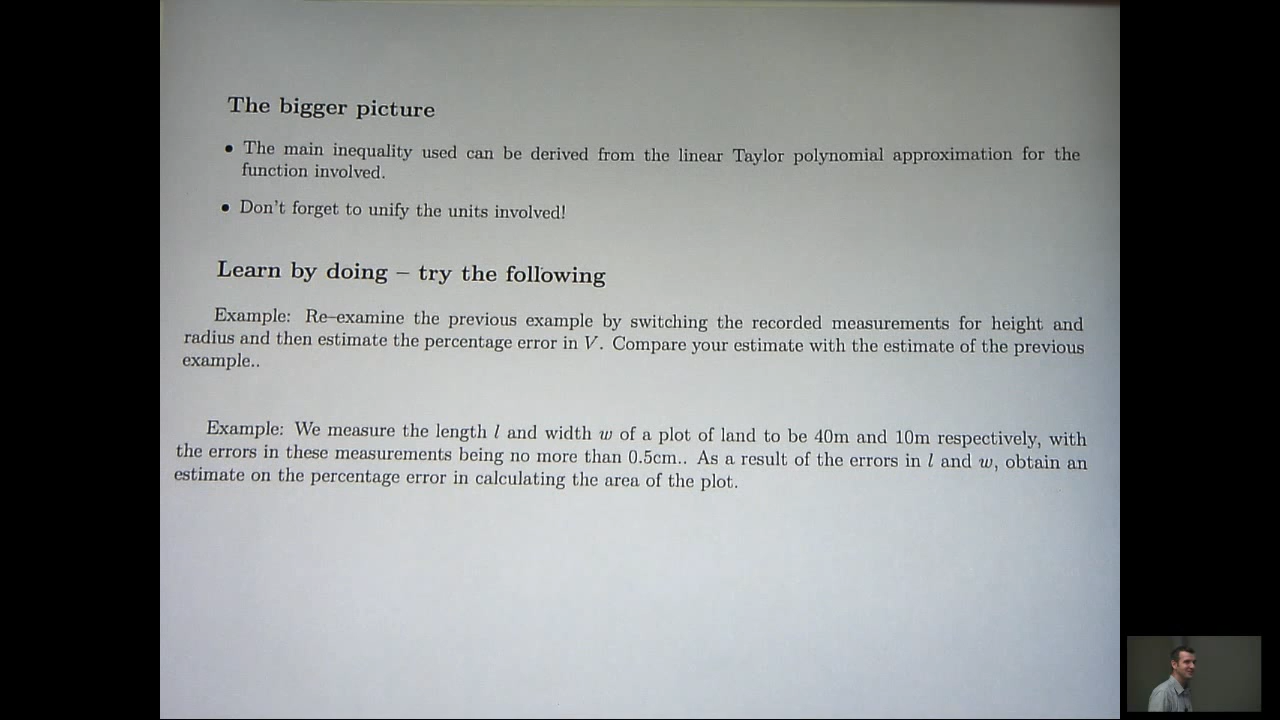 The bigger picture
• The main inequality used can be derived from the linear Taylor polynomial approximation for the
function involved.
• Don't forget to unify the units involved!
Learn by doing – try the following
Example: Re–examine the previous example by switching the recorded measurements for height and
radius and then estimate the percentage error in V. Compare your estimate with the estimate of the previous
example..
Example: We measure the length l and width w of a plot of land to be 40m and 10m respectively, with
the errors in these measurements being no more than 0.5cm.. As a result of the errors in l and w, obtain an
estimate on the percentage error in calculating the area of the plot.